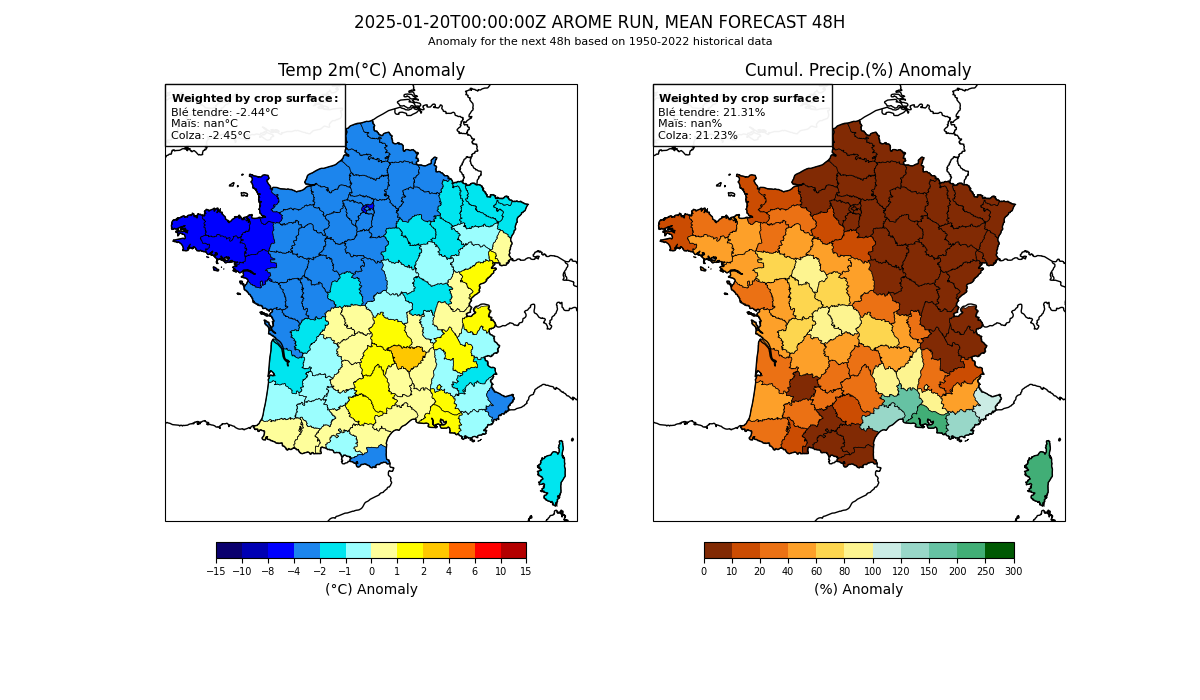 2025-01-20T00:00:00Z AROME RUN, MEAN FORECAST 48H
Anomaly for the next 48h based on 1950-2022 historical data
Temp 2m(°C) Anomaly
Weighted by crop surface:
Blé tendre: -2.44°C
Maïs: nan°C
Colza: -2.45°C
−15 −10 −8 −4 −2 −1 0 1 2 4 6 10 15
(°C) Anomaly
Cumul. Precip.(%) Anomaly
Weighted by crop surface:
Blé tendre: 21.31%
Maïs: nan%
Colza: 21.23%
0 10 20 40 60 80 100 120 150 200 250 300
(%) Anomaly